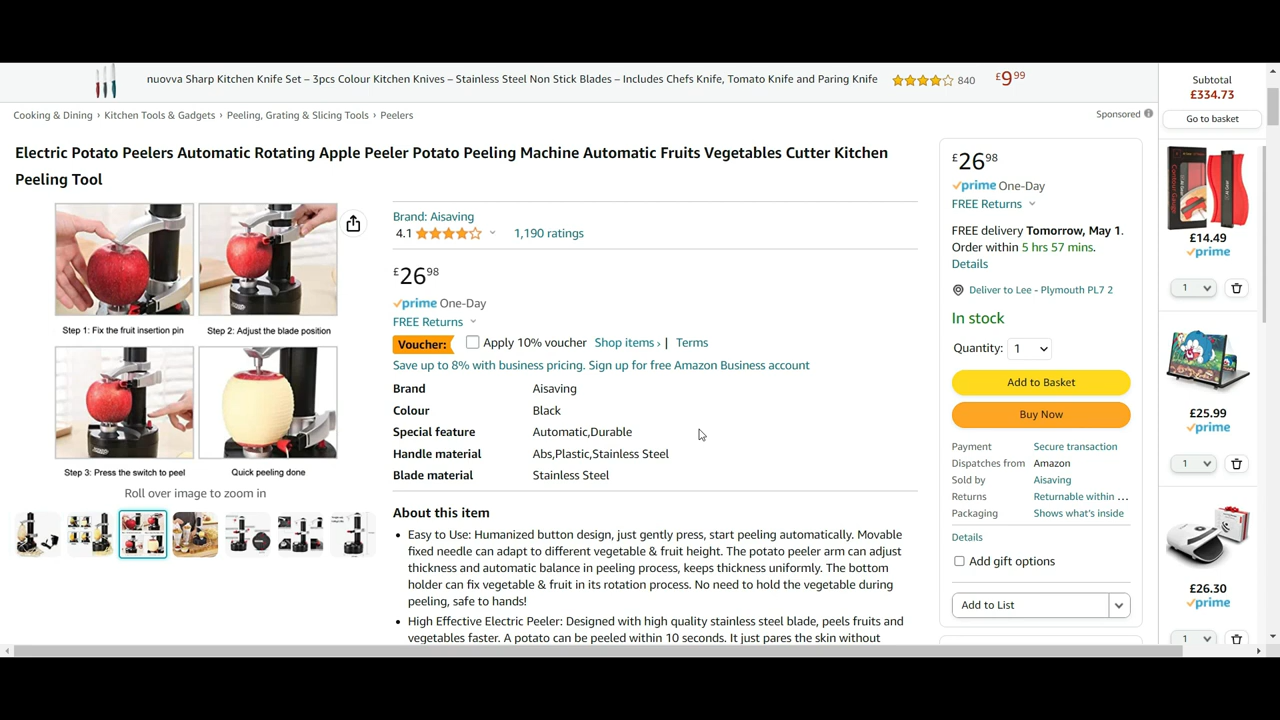 nuovva Sharp Kitchen Knife Set – 3pcs Colour Kitchen Knives – Stainless Steel Non Stick Blades – Includes Chefs Knife, Tomato Knife and Paring Knife 840 £9 99
Sponsored
Cooking & Dining › Kitchen Tools & Gadgets › Peeling, Grating & Slicing Tools › Peelers
Electric Potato Peelers Automatic Rotating Apple Peeler Potato Peeling Machine Automatic Fruits Vegetables Cutter Kitchen
Peeling Tool
Step 1: Fix the fruit insertion pin
Step 2: Adjust the blade position
Step 3: Press the switch to peel
Quick peeling done
Roll over image to zoom in
Brand: Aisaving
4.1 1,190 ratings
£26 98
prime One-Day
FREE Returns
Voucher: Apply 10% voucher Shop items › | Terms
Save up to 8% with business pricing. Sign up for free Amazon Business account
Brand Aisaving
Colour Black
Special feature Automatic,Durable
Handle material Abs,Plastic,Stainless Steel
Blade material Stainless Steel
About this item
• Easy to Use: Humanized button design, just gently press, start peeling automatically. Movable
fixed needle can adapt to different vegetable & fruit height. The potato peeler arm can adjust
thickness and automatic balance in peeling process, keeps thickness uniformly. The bottom
holder can fix vegetable & fruit in its rotation process. No need to hold the vegetable during
peeling, safe to hands!
• High Effective Electric Peeler: Designed with high quality stainless steel blade, peels fruits and
vegetables faster. A potato can be peeled within 10 seconds. It just pares the skin without
£26 98
prime One-Day
FREE Returns
FREE delivery Tomorrow, May 1.
Order within 5 hrs 57 mins.
Details
Deliver to Lee - Plymouth PL7 2
In stock
Quantity: 1
Add to Basket
Buy Now
Payment Secure transaction
Dispatches from Amazon
Sold by Aisaving
Returns Returnable within ...
Packaging Shows what's inside
Details
Add gift options
Add to List
Subtotal
£334.73
Go to basket
£14.49
prime
1
£25.99
prime
1
£26.30
prime
1